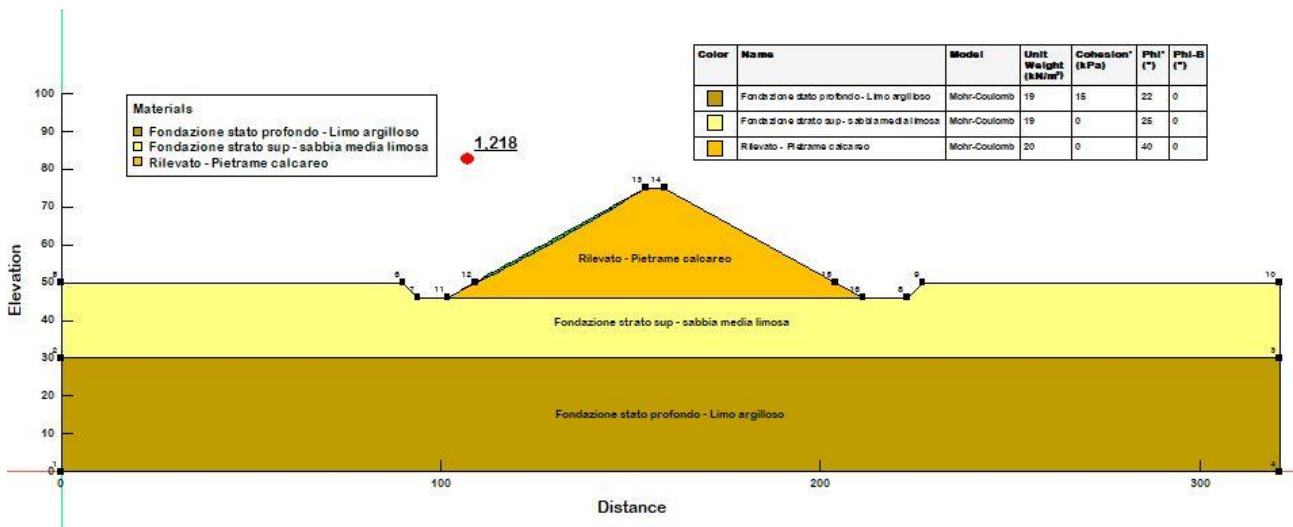 Color Name Model Unit Weight (kN/m³) Cohesion' (kPa) Phi' (°) Phi-B (°)
Fondazione stato profondo - Limo argilloso Mohr-Coulomb 19 15 22 0
Fondazione strato sup - sabbia media limosa Mohr-Coulomb 19 0 25 0
Rilevato - Pietrame calcareo Mohr-Coulomb 20 0 40 0
Materials
Fondazione stato profondo - Limo argilloso
Fondazione strato sup - sabbia media limosa
Rilevato - Pietrame calcareo
1.218
Elevation
100
90
80
70
60
50
40
30
20
10
0
13 14
5 6 12 15 9 10
7 11 16 8
2 3
1 4
Rilevato - Pietrame calcareo
Fondazione strato sup - sabbia media limosa
Fondazione stato profondo - Limo argilloso
0 100 200 300
Distance